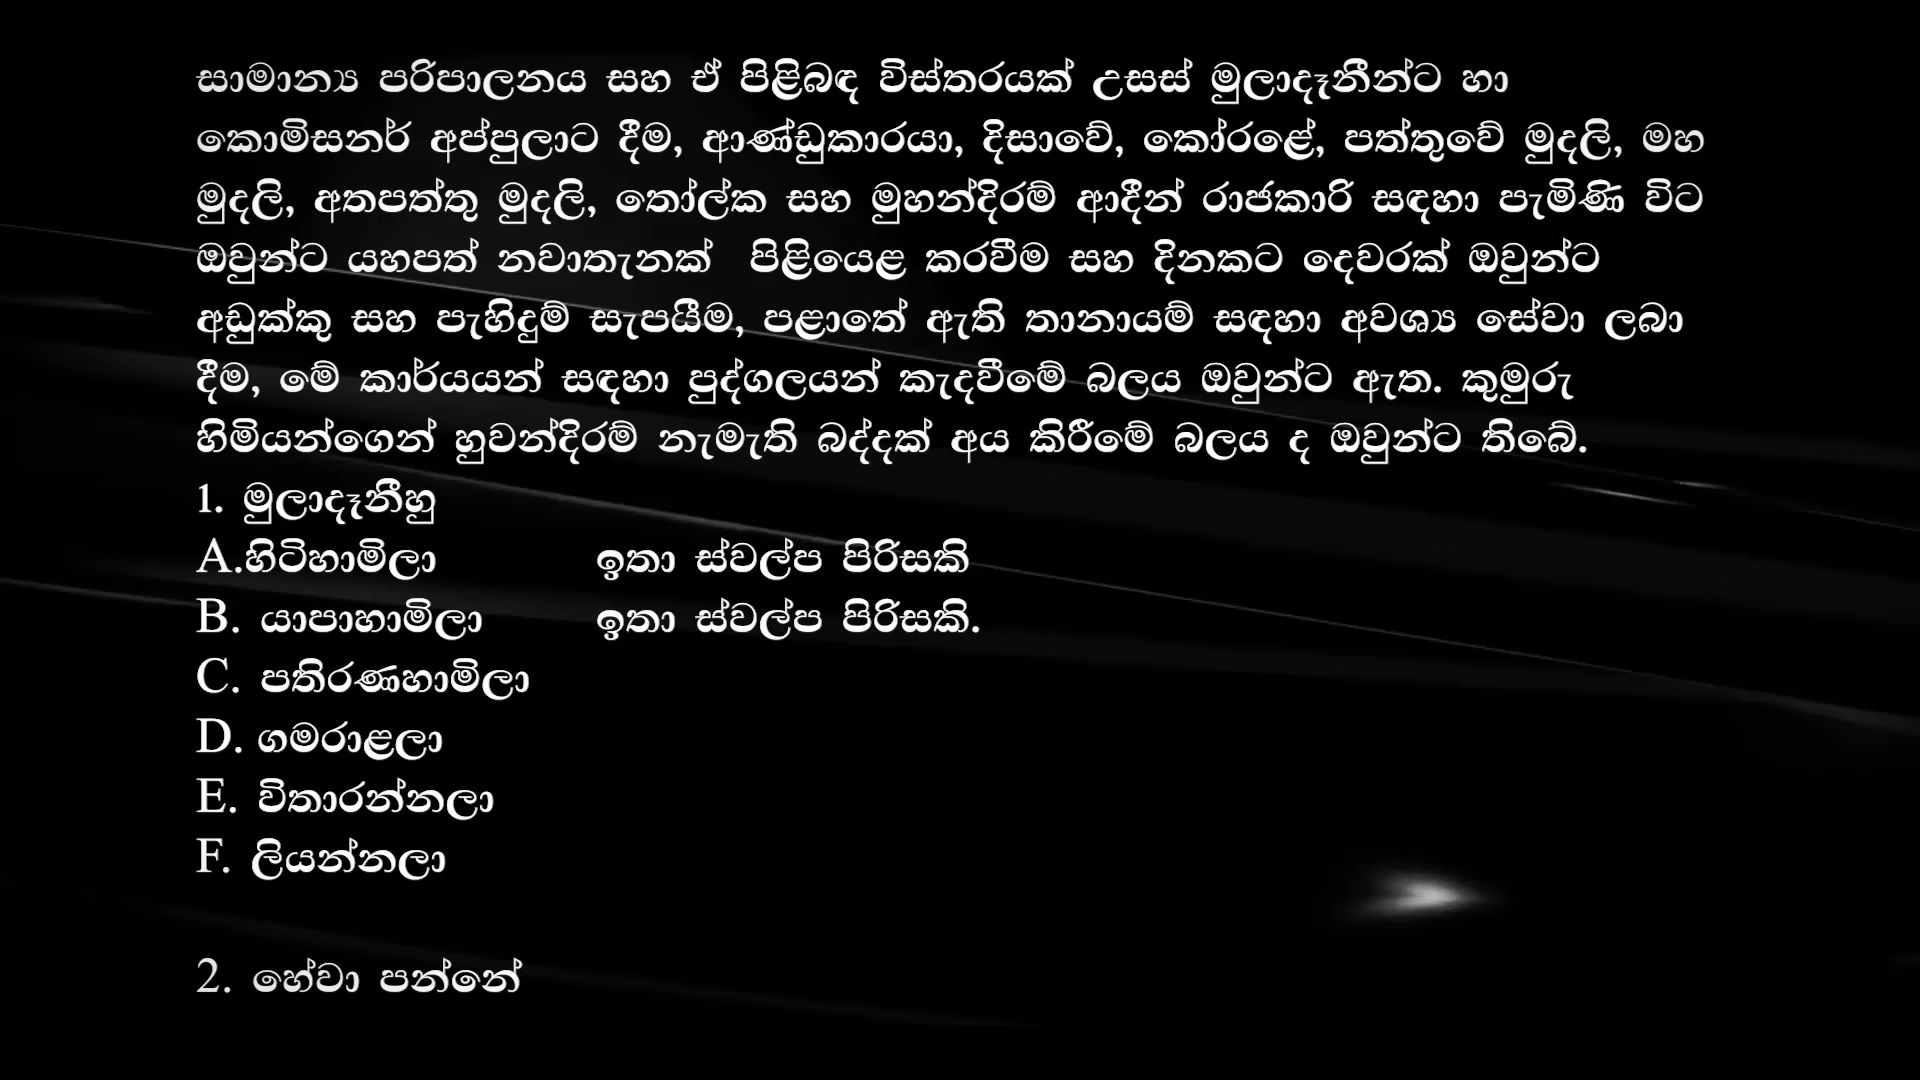 සාමාන්‍ය පරිපාලනය සහ ඒ පිළිබඳ විස්තරයක් උසස් මුලාදෑනීන්ට හා
කොමිසනර් අප්පුලාට දීම, ආණ්ඩුකාරයා, දිසාවේ, කෝරළේ, පත්තුවේ මුදලි, මහ
මුදලි, අතපත්තු මුදලි, තෝල්ක සහ මුහන්දිරම් ආදීන් රාජකාරි සඳහා පැමිණි විට
ඔවුන්ට යහපත් නවාතැනක් පිළියෙළ කරවීම සහ දිනකට දෙවරක් ඔවුන්ට
අඩුක්කු සහ පැහිඳුම් සැපයීම, පළාතේ ඇති තානායම් සඳහා අවශ්‍ය සේවා ලබා
දීම, මේ කාර්යයන් සඳහා පුද්ගලයන් කැඳවීමේ බලය ඔවුන්ට ඇත. කුඹුරු
හිමියන්ගෙන් හුවන්දිරම් නැමැති බද්දක් අය කිරීමේ බලය ද ඔවුන්ට තිබේ.
1. මුලාදෑනීහු
A.හිටිහාමිලා ඉතා ස්වල්ප පිරිසකි
B. යාපාහාමිලා ඉතා ස්වල්ප පිරිසකි.
C. පතිරණහාමිලා
D. ගමරාළලා
E. විතාරන්නලා
F. ලියන්නලා
2. හේවා පන්නේ